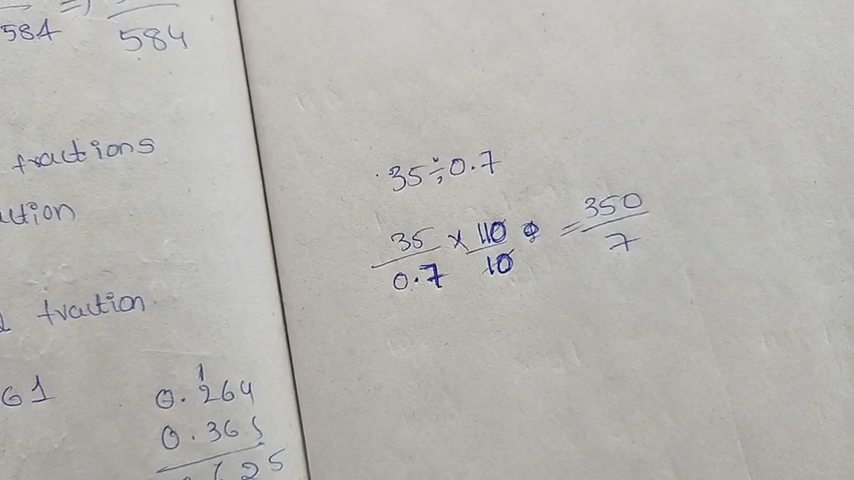 584 =) 584
fractions
fraction.
61
0.264
0.365
35÷0.7
35/0.7 × 10/10 = 350/7